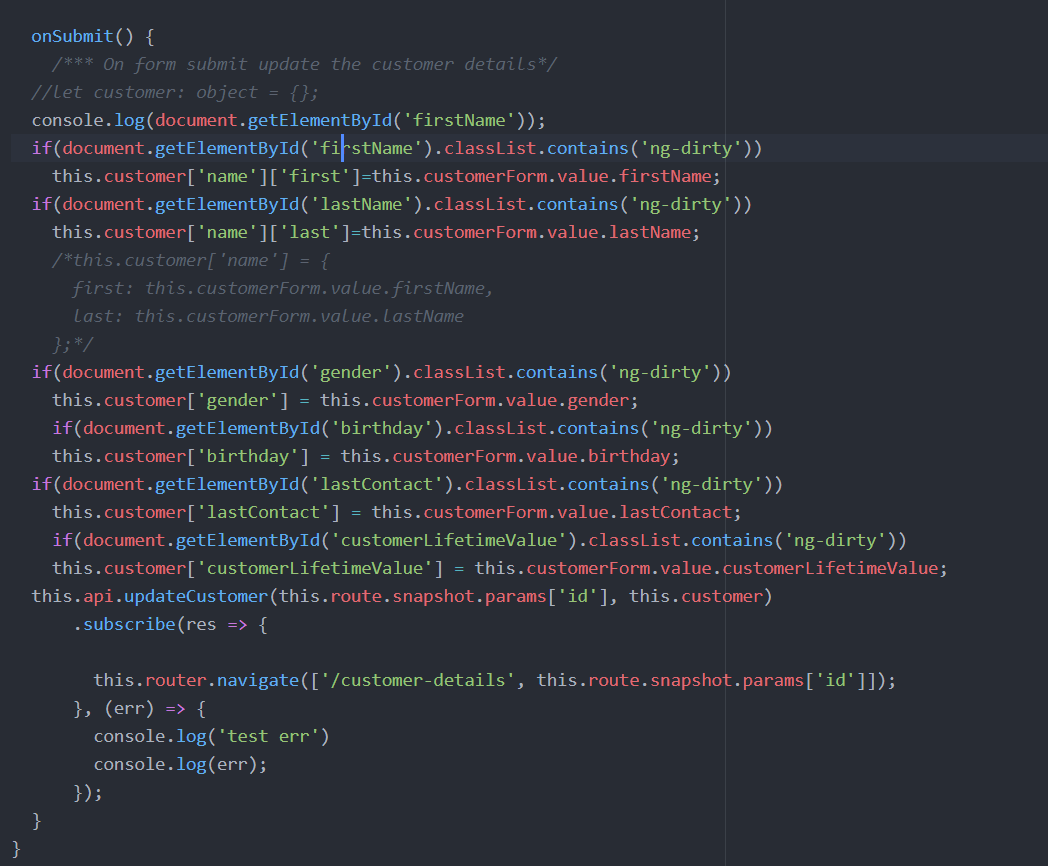 onSubmit() {
/*** On form submit update the customer details*/
//let customer: object = {};
console.log(document.getElementById('firstName'));
if(document.getElementById('firstName').classList.contains('ng-dirty'))
this.customer['name']['first']=this.customerForm.value.firstName;
if(document.getElementById('lastName').classList.contains('ng-dirty'))
this.customer['name']['last']=this.customerForm.value.lastName;
/*this.customer['name'] = {
first: this.customerForm.value.firstName,
last: this.customerForm.value.lastName
};*/
if(document.getElementById('gender').classList.contains('ng-dirty'))
this.customer['gender'] = this.customerForm.value.gender;
if(document.getElementById('birthday').classList.contains('ng-dirty'))
this.customer['birthday'] = this.customerForm.value.birthday;
if(document.getElementById('lastContact').classList.contains('ng-dirty'))
this.customer['lastContact'] = this.customerForm.value.lastContact;
if(document.getElementById('customerLifetimeValue').classList.contains('ng-dirty'))
this.customer['customerLifetimeValue'] = this.customerForm.value.customerLifetimeValue;
this.api.updateCustomer(this.route.snapshot.params['id'], this.customer)
.subscribe(res => {
this.router.navigate(['/customer-details', this.route.snapshot.params['id']]);
}, (err) => {
console.log('test err')
console.log(err);
});
}
}